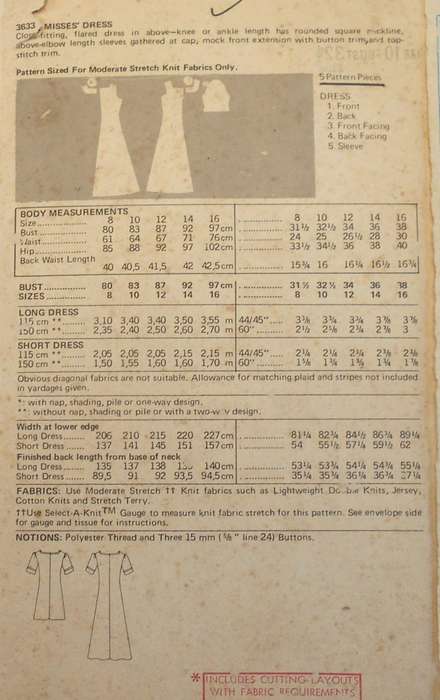 3633 MISSES' DRESS
Close fitting, flared dress in above-knee or ankle length has rounded square neckline,
above-elbow length sleeves gathered at cap, mock front extension with button trim and top-
stitch trim.
Pattern Sized For Moderate Stretch Knit Fabrics Only.
5 Pattern Pieces
DRESS
1. Front
2. Back
3. Front Facing
4. Back Facing
5. Sleeve
BODY MEASUREMENTS
Size 8 10 12 14 16 8 10 12 14 16
Bust 80 83 87 92 97cm 31½ 32½ 34 36 38
Waist 61 64 67 71 76cm 24 25 26½ 28 30
Hip 85 88 92 97 102cm 33½ 34½ 36 38 40
Back Waist Length
40 40,5 41,5 42 42,5cm 15¾ 16 16¼ 16½ 16¾
BUST 80 83 87 92 97cm 31½ 32½ 34 36 38
SIZES 8 10 12 14 16 8 10 12 14 16
LONG DRESS
115 cm ** 3,10 3,40 3,40 3,50 3,55 m 44/45" 3⅜ 3¾ 3¾ 3⅞ 3⅞
150 cm ** 2,35 2,40 2,50 2,60 2,70 m 60" 2½ 2⅝ 2¾ 3
SHORT DRESS
115 cm ** 2,05 2,05 2,05 2,15 2,15 m 44/45" 2¼ 2¼ 2¼ 2⅜ 2⅜
150 cm ** 1,50 1,55 1,60 1,60 1,70 m 60" 1⅝ 1¾ 1¾
Obvious diagonal fabrics are not suitable. Allowance for matching plaid and stripes not included
in yardages given.
*: with nap, shading, pile or one-way design.
**: without nap, shading or pile or with a two-way design.
Width at lower edge
Long Dress 206 210 215 220 227cm 81¼ 82¾ 84½ 86¾ 89¼
Short Dress 137 141 145 151 157cm 54 55½ 57¼ 59½ 62
Finished back length from base of neck
Long Dress 135 137 138 140cm 53¼ 53¾ 54¼ 54¾ 55¼
Short Dress 89,5 91 92 93,5 94,5cm 35¼ 35¾ 36¼ 36¾ 37¼
FABRICS: Use Moderate Stretch †† Knit fabrics such as Lightweight Double Knits, Jersey,
Cotton Knits and Stretch Terry.
††Use Select-A-Knit™ Gauge to measure knit fabric stretch for this pattern. See envelope side
for gauge and tissue for instructions.
NOTIONS: Polyester Thread and Three 15 mm (⅝" line 24) Buttons.
*INCLUDES CUTTING LAYOUTS
WITH FABRIC REQUIREMENTS